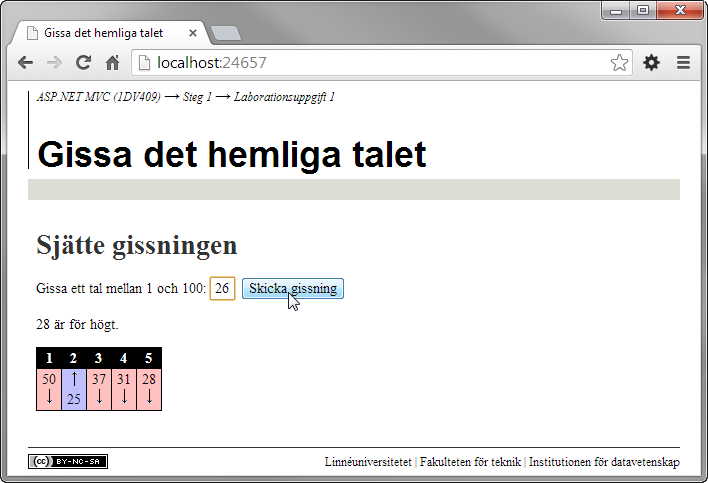 Gissa det hemliga talet
localhost:24657
ASP.NET MVC (1DV409) → Steg 1 → Laborationsuppgift 1
Gissa det hemliga talet
Sjätte gissningen
Gissa ett tal mellan 1 och 100: 26 Skicka gissning
28 är för högt.
1 2 3 4 5
50 ↑ 37 31 28
↓ 25 ↓ ↓ ↓
(cc) BY-NC-SA Linnéuniversitetet | Fakulteten för teknik | Institutionen för datavetenskap